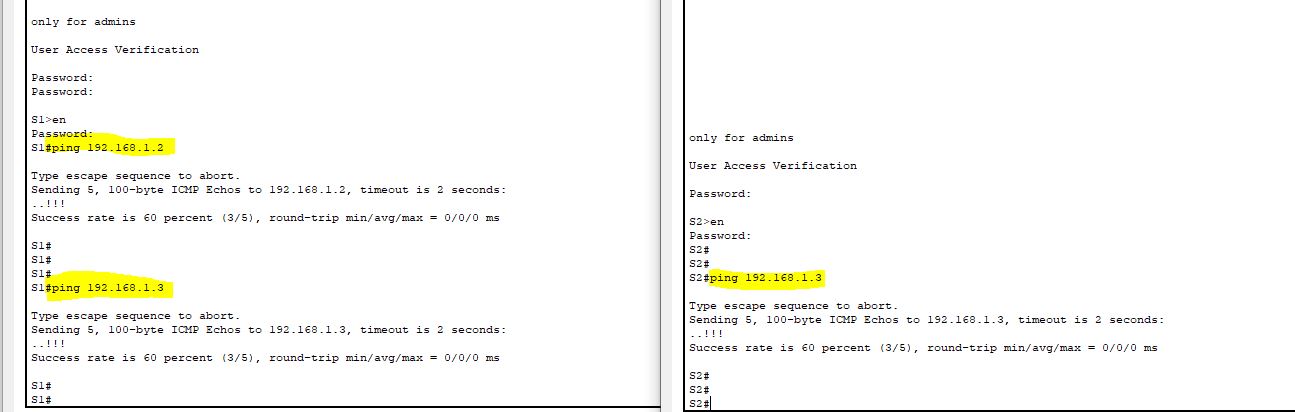 only for admins
User Access Verification
Password:
Password:
S1>en
Password:
S1#ping 192.168.1.2
Type escape sequence to abort.
Sending 5, 100-byte ICMP Echos to 192.168.1.2, timeout is 2 seconds:
..!!!
Success rate is 60 percent (3/5), round-trip min/avg/max = 0/0/0 ms
S1#
S1#
S1#
S1#ping 192.168.1.3
Type escape sequence to abort.
Sending 5, 100-byte ICMP Echos to 192.168.1.3, timeout is 2 seconds:
..!!!
Success rate is 60 percent (3/5), round-trip min/avg/max = 0/0/0 ms
S1#
S1#
only for admins
User Access Verification
Password:
S2>en
Password:
S2#
S2#
S2#ping 192.168.1.3
Type escape sequence to abort.
Sending 5, 100-byte ICMP Echos to 192.168.1.3, timeout is 2 seconds:
..!!!
Success rate is 60 percent (3/5), round-trip min/avg/max = 0/0/0 ms
S2#
S2#
S2#